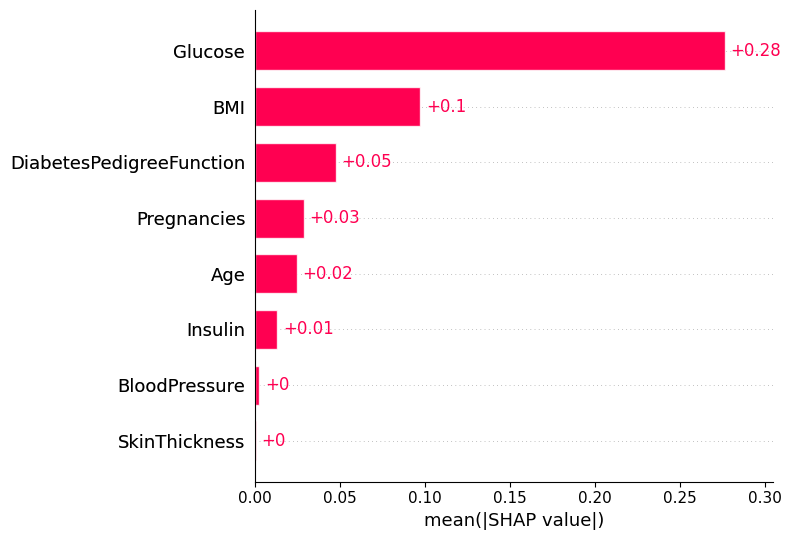 Glucose +0.28
BMI +0.1
DiabetesPedigreeFunction +0.05
Pregnancies +0.03
Age +0.02
Insulin +0.01
BloodPressure +0
SkinThickness +0
0.00 0.05 0.10 0.15 0.20 0.25 0.30
mean(|SHAP value|)